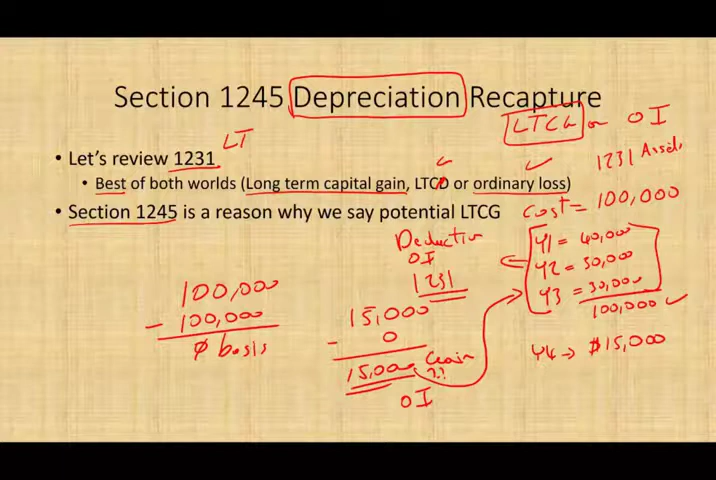 Section 1245 Depreciation Recapture
LTCG or OI
LT
• Let's review 1231.
1231 Assets
• Best of both worlds (Long term capital gain, LTCG or ordinary loss)
cost = 100,000
• Section 1245 is a reason why we say potential LTCG
Deduction
OI
1231
Y1 = 40,000
Y2 = 30,000
Y3 = 30,000
100,000
Y4 → $15,000
100,000
- 100,000
0 basis
15,000
- 0
15,000 Gain
??
OI